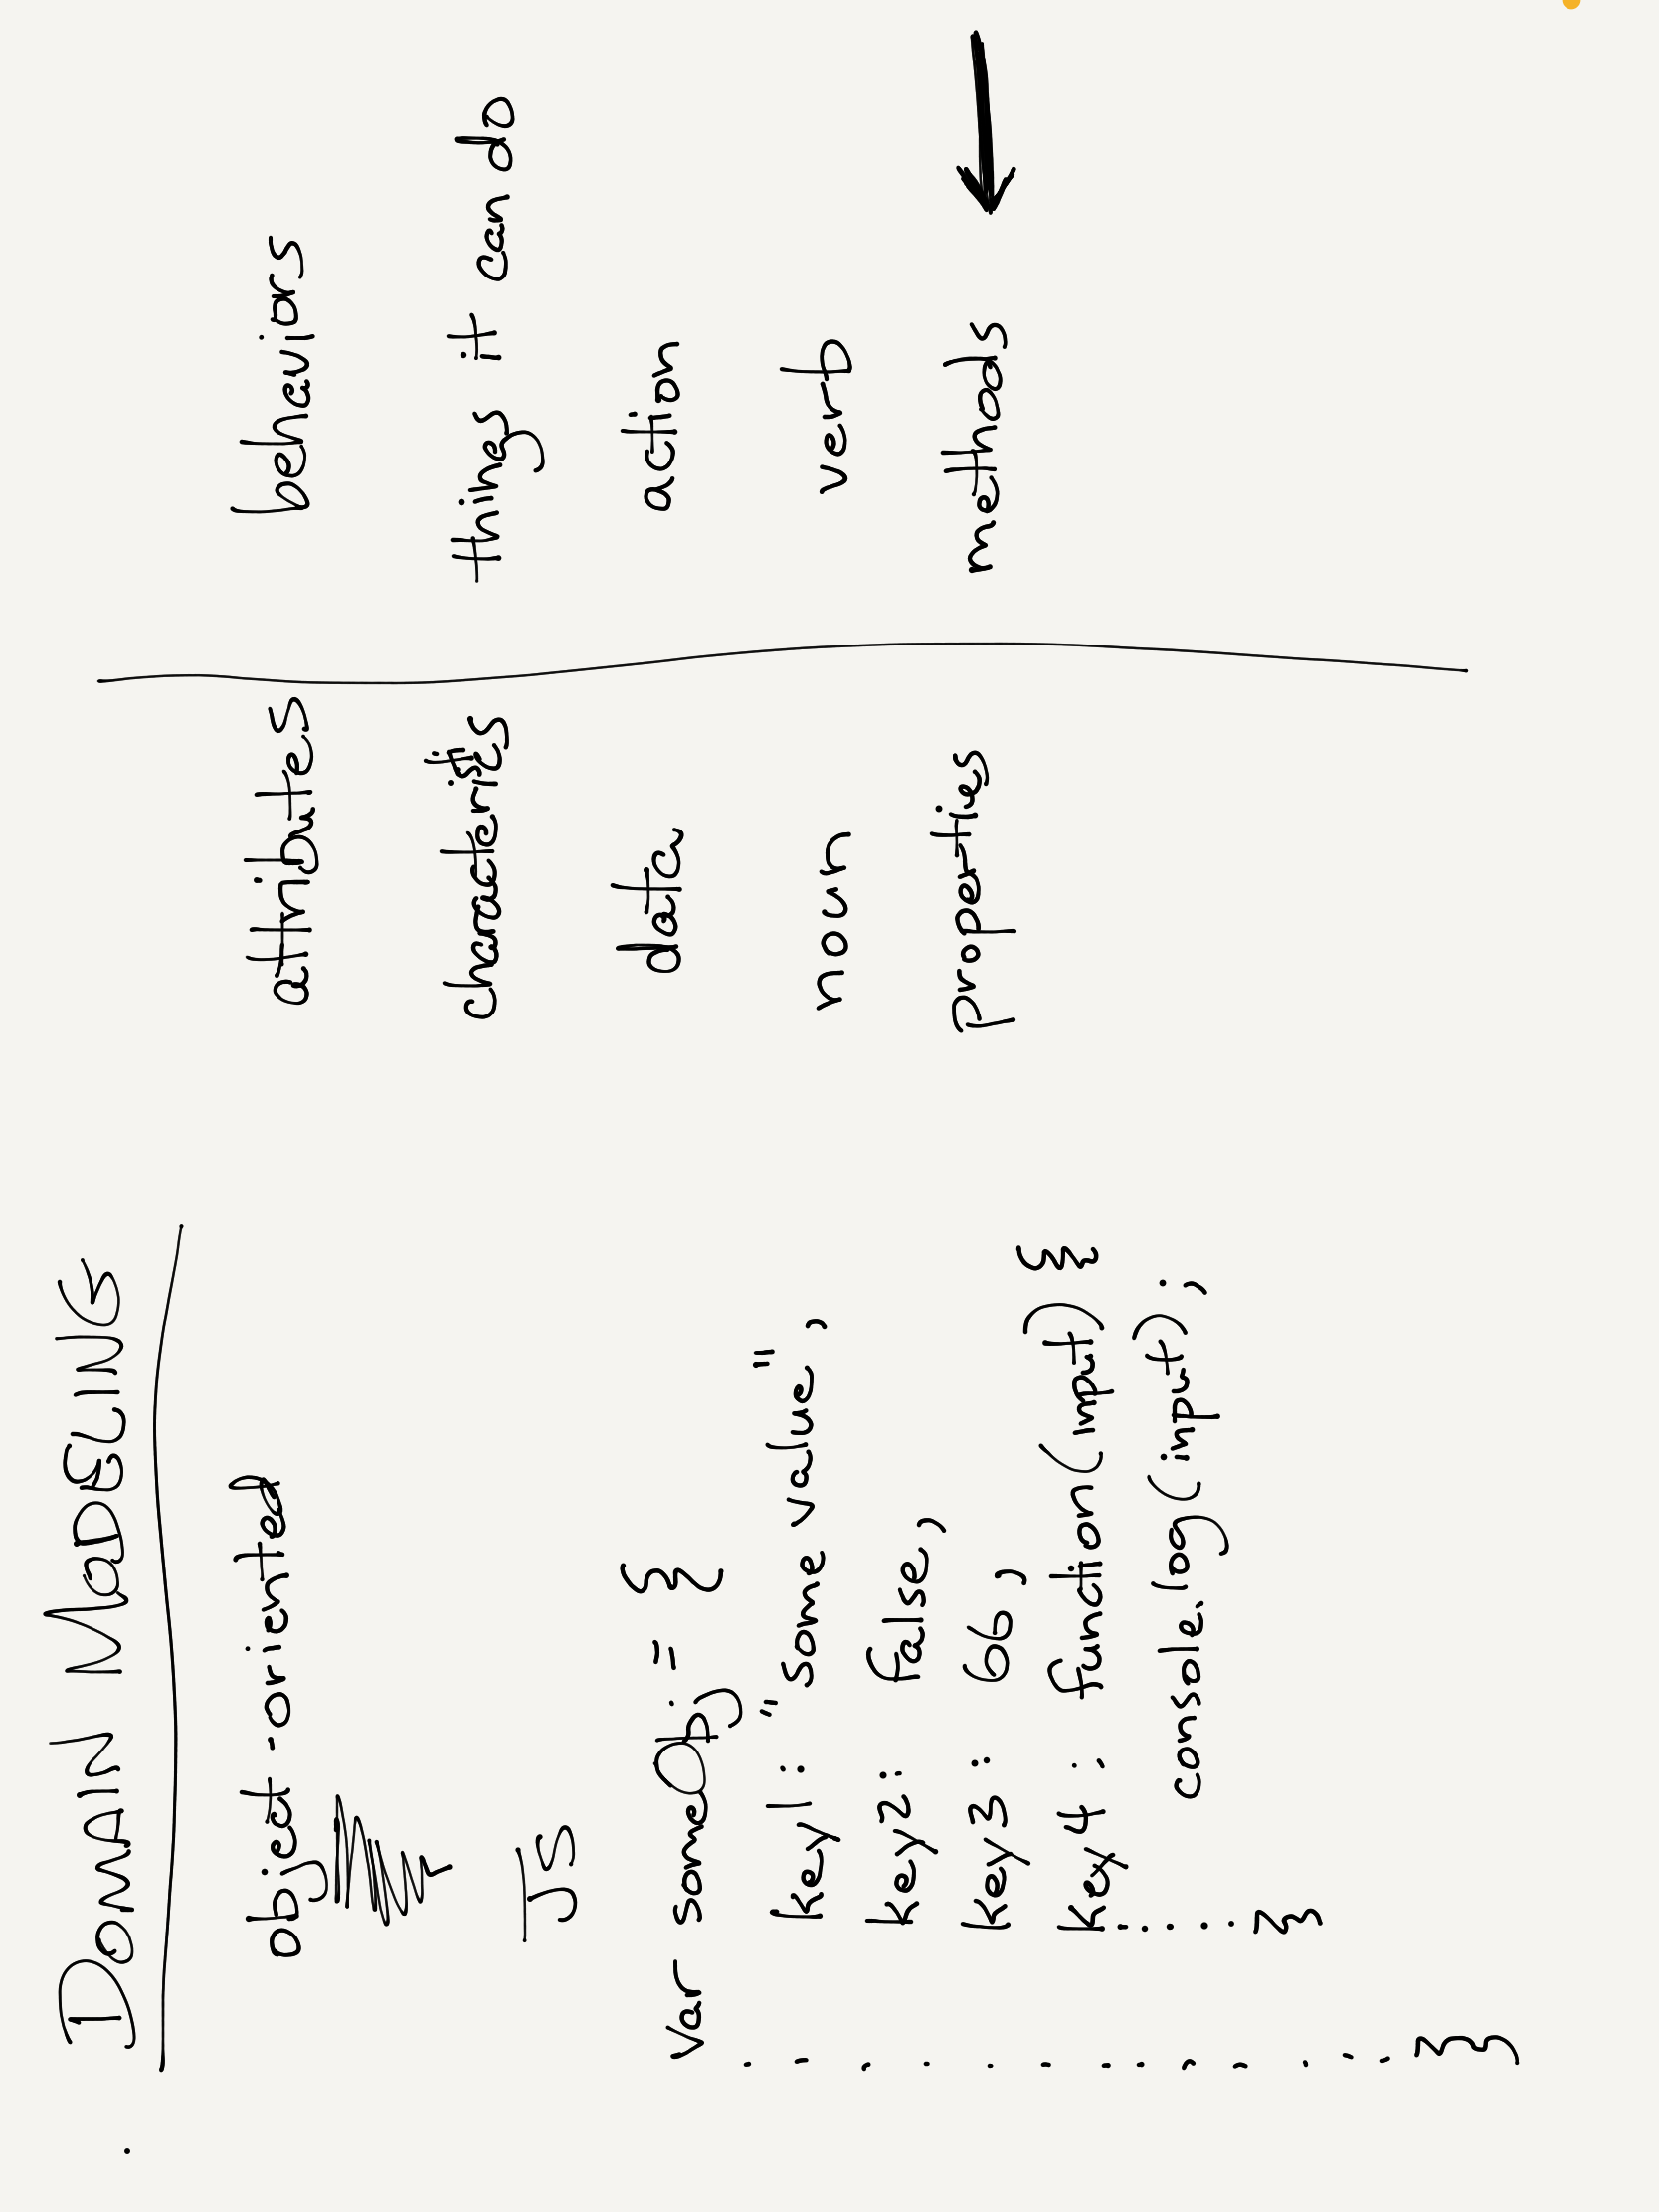 DOMAIN MODELING
object-oriented
JS
var someObj = {
key1: "some value",
key2: false,
key3: 66,
key4: function(input) {
console.log(input);
}
}
attributes
characteristics
data
noun
properties
behaviors
things it can do
action
verb
methods